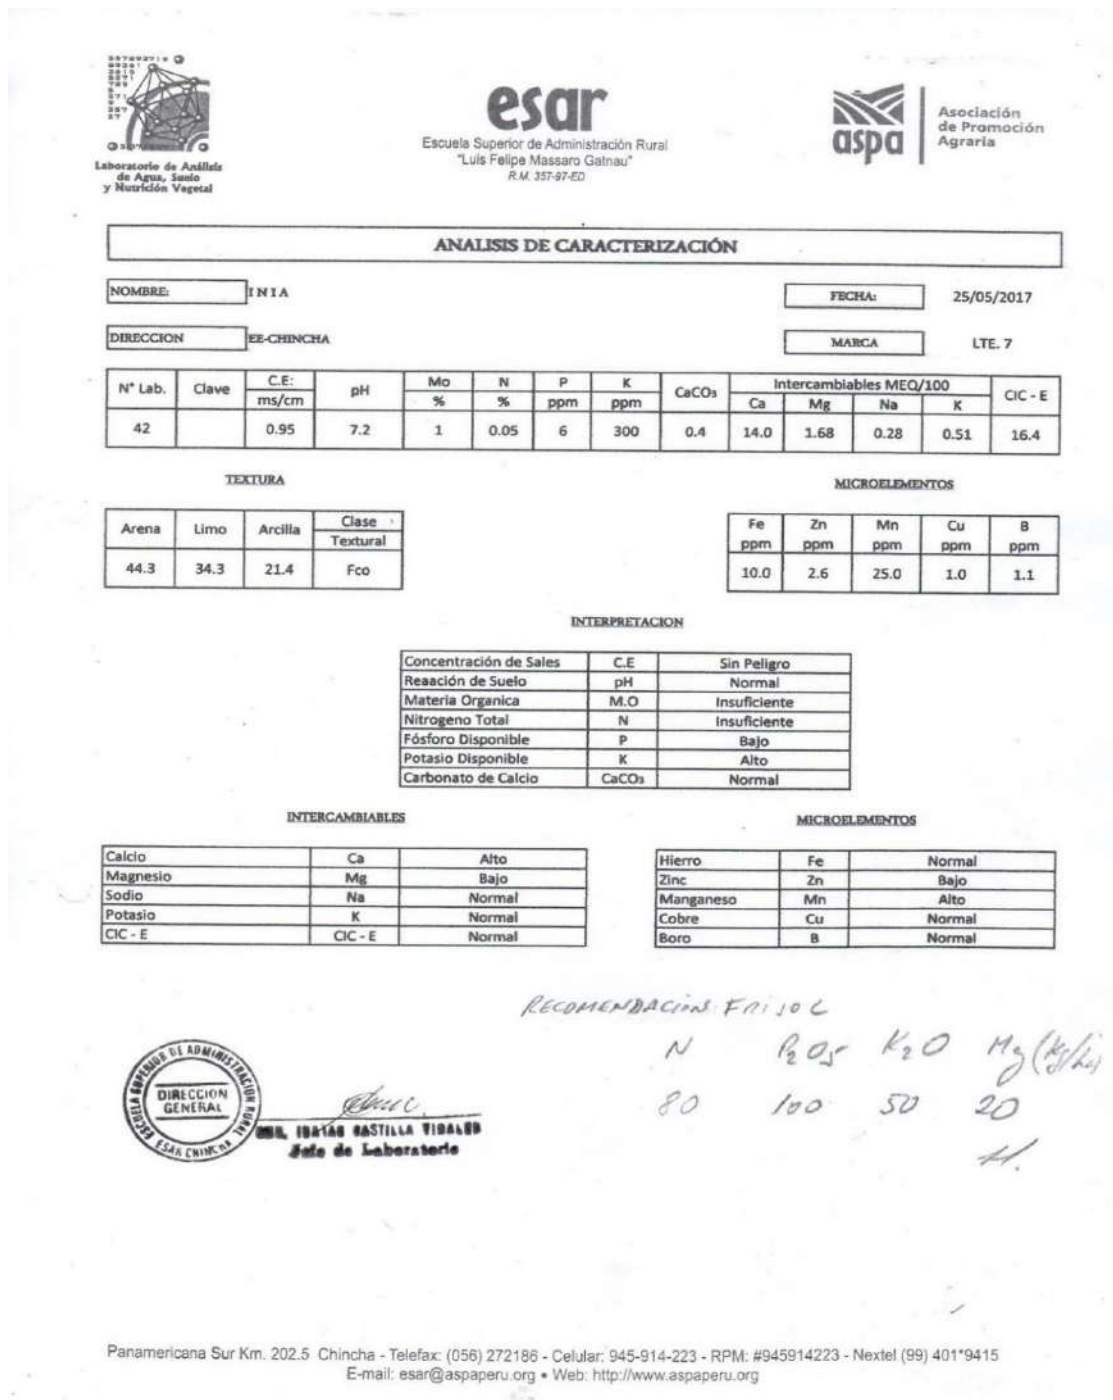 Laboratorio de Análisis
de Agua, Suelo
y Nutrición Vegetal
esar
Escuela Superior de Administración Rural
"Luis Felipe Massaro Gatnau"
R.M. 357-97-ED
aspa
Asociación
de Promoción
Agraria
ANALISIS DE CARACTERIZACIÓN
NOMBRE: INIA FECHA: 25/05/2017
DIRECCION EE-CHINCHA MARCA LTE. 7
N° Lab. Clave C.E: pH Mo N P K CaCO₃ Intercambiables MEQ/100 CIC - E
ms/cm % % ppm ppm Ca Mg Na K
42 0.95 7.2 1 0.05 6 300 0.4 14.0 1.68 0.28 0.51 16.4
TEXTURA
Arena Limo Arcilla Clase
Textural
44.3 34.3 21.4 Fco
MICROELEMENTOS
Fe Zn Mn Cu B
ppm ppm ppm ppm ppm
10.0 2.6 25.0 1.0 1.1
INTERPRETACION
Concentración de Sales C.E Sin Peligro
Reaación de Suelo pH Normal
Materia Organica M.O Insuficiente
Nitrogeno Total N Insuficiente
Fósforo Disponible P Bajo
Potasio Disponible K Alto
Carbonato de Calcio CaCO₃ Normal
INTERCAMBIABLES
Calcio Ca Alto
Magnesio Mg Bajo
Sodio Na Normal
Potasio K Normal
CIC - E CIC - E Normal
MICROELEMENTOS
Hierro Fe Normal
Zinc Zn Bajo
Manganeso Mn Alto
Cobre Cu Normal
Boro B Normal
RECOMENDACION: FRIJOL
N P₂O₅ K₂O Mg (kg/ha)
80 100 50 20
ESCUELA SUPERIOR DE ADMINISTRACION RURAL
DIRECCION
GENERAL
ESAR CHINCHA
ISAIAS CASTILLA VIDALES
Jefe de Laboratorio
Panamericana Sur Km. 202.5 Chincha - Telefax: (056) 272186 - Celular: 945-914-223 - RPM: #945914223 - Nextel (99) 401*9415
E-mail: esar@aspaperu.org • Web: http://www.aspaperu.org